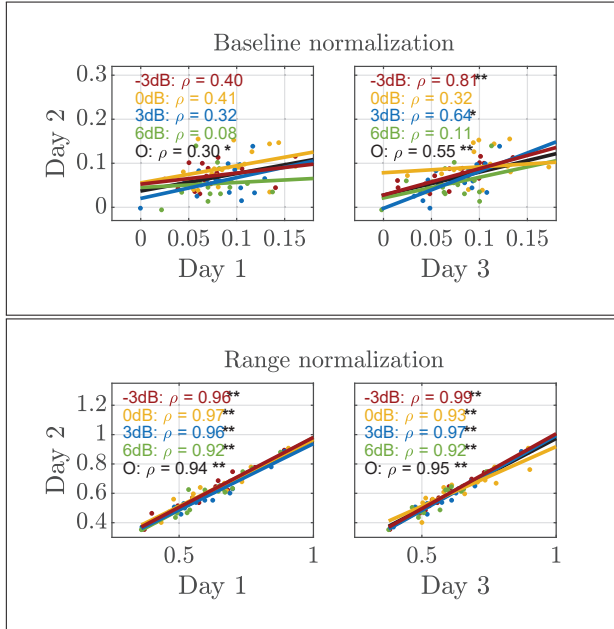 Baseline normalization
Day 2
0.3
0.2
0.1
0
-3dB: ρ = 0.40
0dB: ρ = 0.41
3dB: ρ = 0.32
6dB: ρ = 0.08
O: ρ = 0.30 *
0 0.05 0.1 0.15
Day 1
-3dB: ρ = 0.81**
0dB: ρ = 0.32
3dB: ρ = 0.64*
6dB: ρ = 0.11
O: ρ = 0.55 **
0 0.05 0.1 0.15
Day 3
Range normalization
Day 2
1.2
1
0.8
0.6
0.4
-3dB: ρ = 0.96**
0dB: ρ = 0.97**
3dB: ρ = 0.96**
6dB: ρ = 0.92**
O: ρ = 0.94 **
0.5 1
Day 1
-3dB: ρ = 0.99**
0dB: ρ = 0.93**
3dB: ρ = 0.97**
6dB: ρ = 0.92**
O: ρ = 0.95 **
0.5 1
Day 3